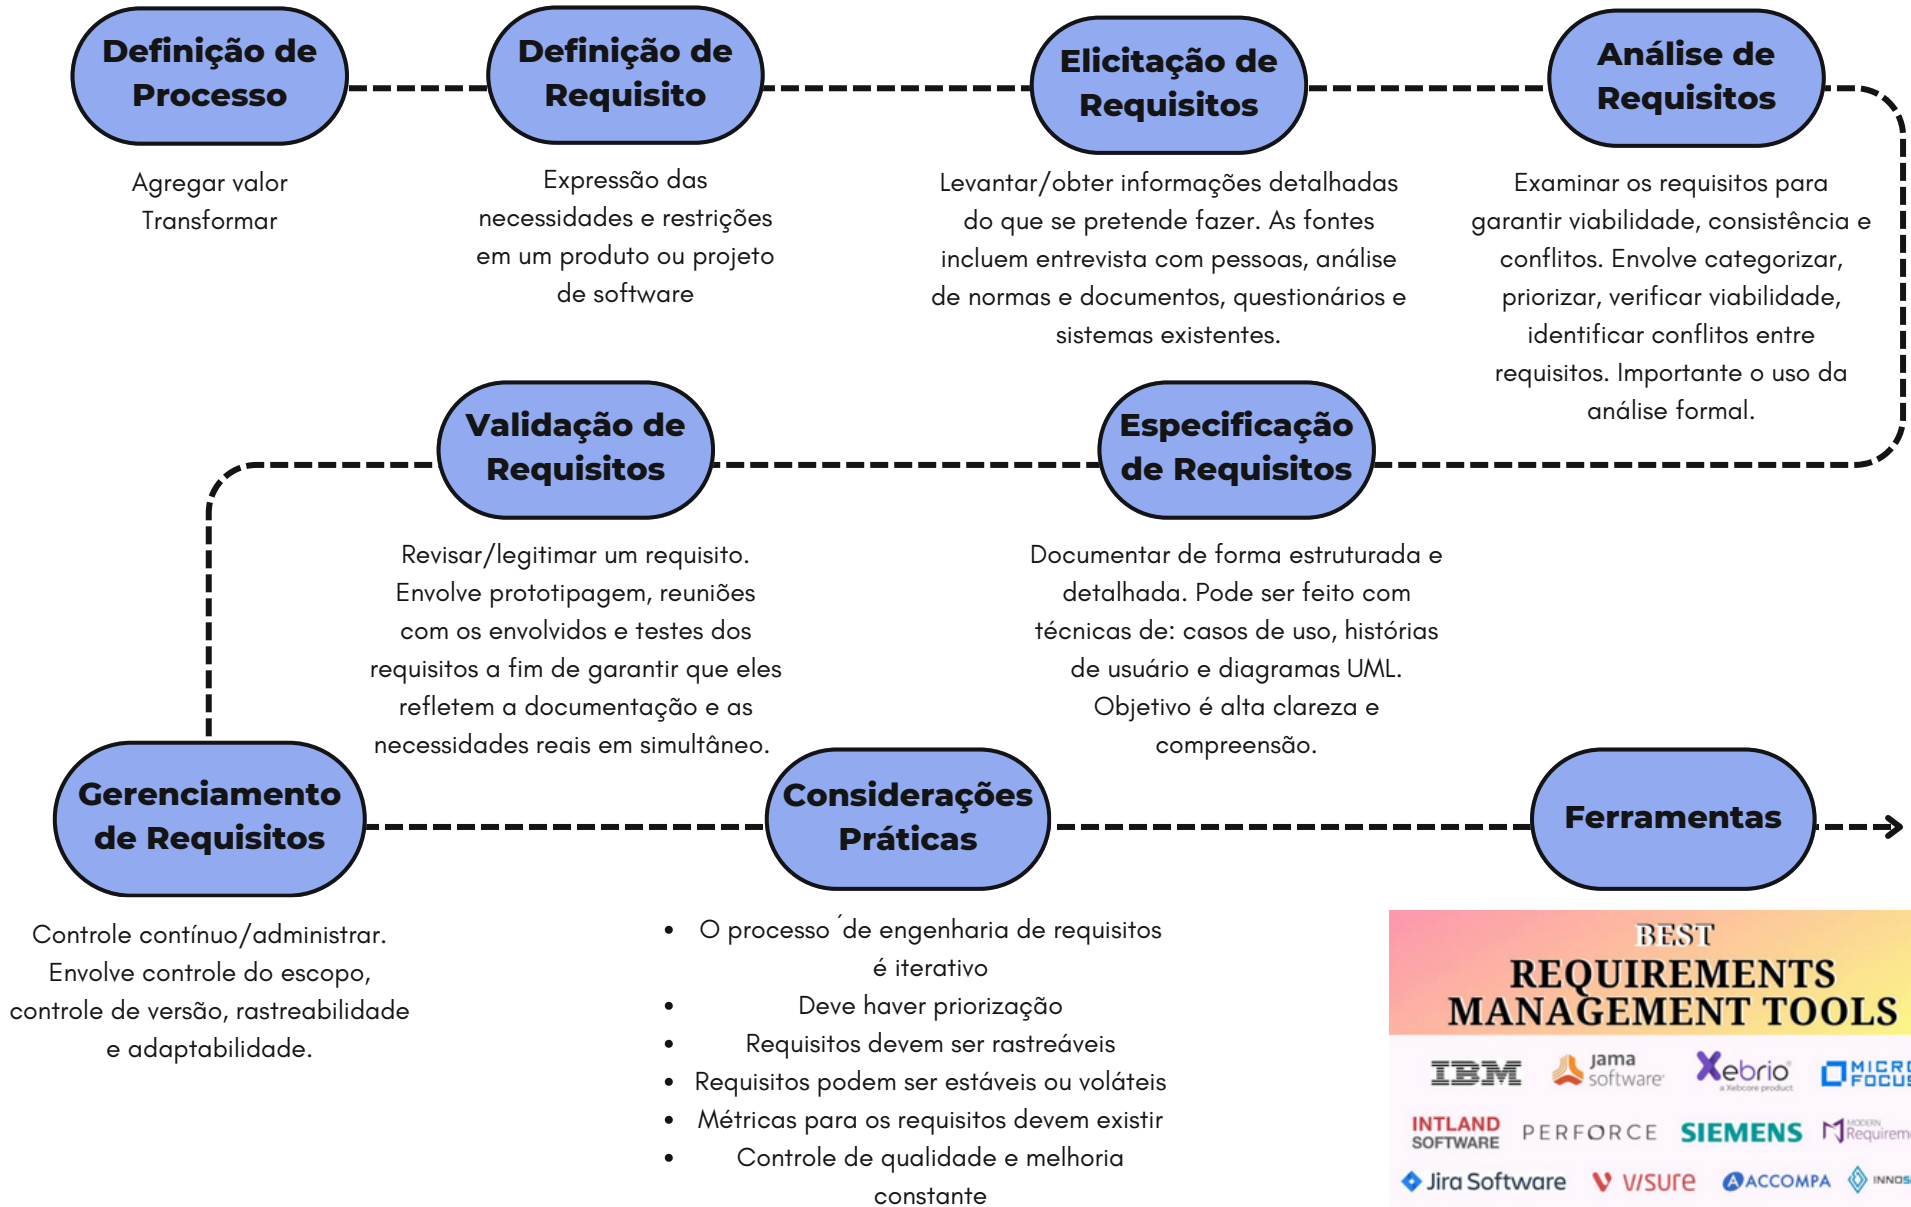 Definição de
Processo
Agregar valor
Transformar
Definição de
Requisito
Expressão das
necessidades e restrições
em um produto ou projeto
de software
Elicitação de
Requisitos
Levantar/obter informações detalhadas
do que se pretende fazer. As fontes
incluem entrevista com pessoas, análise
de normas e documentos, questionários e
sistemas existentes.
Análise de
Requisitos
Examinar os requisitos para
garantir viabilidade, consistência e
conflitos. Envolve categorizar,
priorizar, verificar viabilidade,
identificar conflitos entre
requisitos. Importante o uso da
análise formal.
Especificação
de Requisitos
Documentar de forma estruturada e
detalhada. Pode ser feito com
técnicas de: casos de uso, histórias
de usuário e diagramas UML.
Objetivo é alta clareza e
compreensão.
Validação de
Requisitos
Revisar/legitimar um requisito.
Envolve prototipagem, reuniões
com os envolvidos e testes dos
requisitos a fim de garantir que eles
refletem a documentação e as
necessidades reais em simultâneo.
Gerenciamento
de Requisitos
Controle contínuo/administrar.
Envolve controle do escopo,
controle de versão, rastreabilidade
e adaptabilidade.
Considerações
Práticas
• O processo ´de engenharia de requisitos
é iterativo
• Deve haver priorização
• Requisitos devem ser rastreáveis
• Requisitos podem ser estáveis ou voláteis
• Métricas para os requisitos devem existir
• Controle de qualidade e melhoria
constante
Ferramentas
BEST
REQUIREMENTS
MANAGEMENT TOOLS
IBM
Jama
software
Xebrio
a Xebcore product
MICRO
FOCUS
INTLAND
SOFTWARE
PERFORCE
SIEMENS
MODERN
Requirem
Jira Software
VISURE
ACCOMPA
INNOS